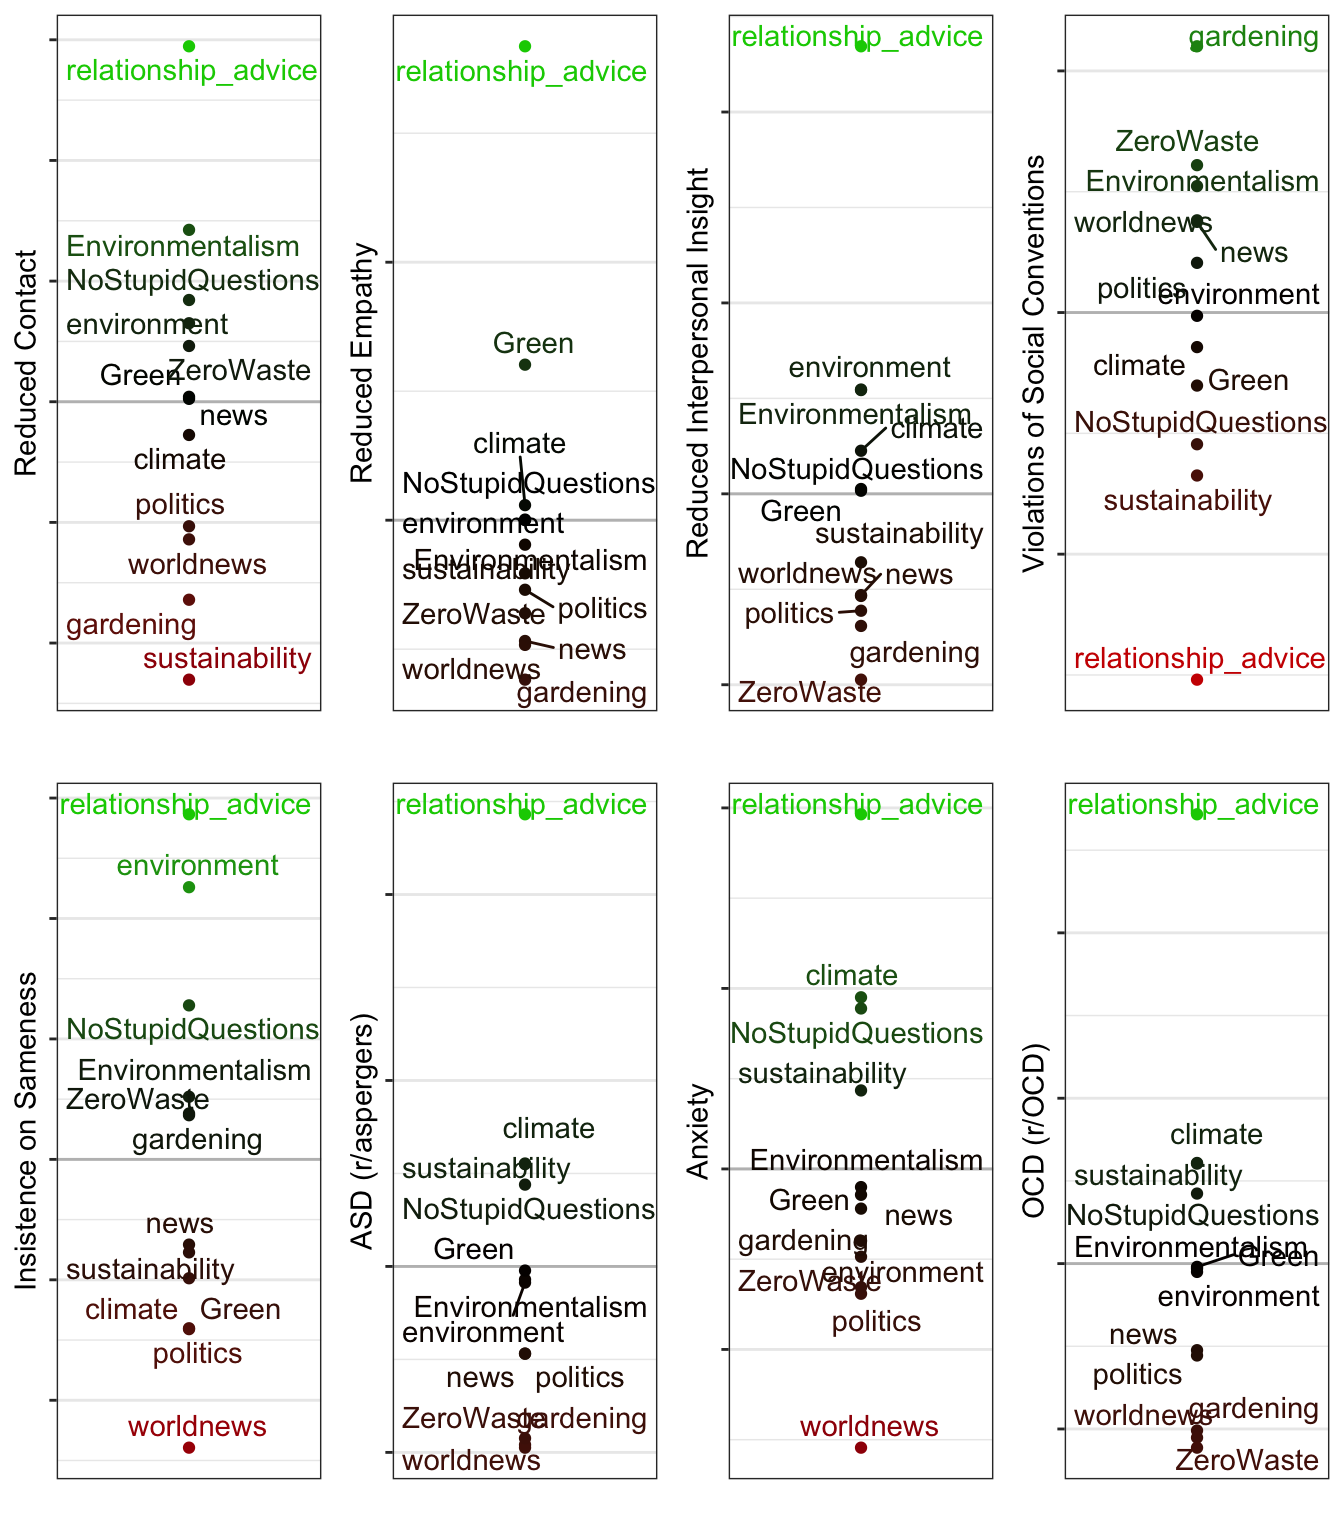 Reduced Contact
relationship_advice
Environmentalism
NoStupidQuestions
environment
ZeroWaste
Green
news
climate
politics
worldnews
gardening
sustainability
Reduced Empathy
relationship_advice
Green
climate
NoStupidQuestions
environment
Environmentalism
sustainability
politics
ZeroWaste
news
worldnews
gardening
Reduced Interpersonal Insight
relationship_advice
environment
Environmentalism
climate
NoStupidQuestions
Green
sustainability
worldnews
news
politics
gardening
ZeroWaste
Violations of Social Conventions
gardening
ZeroWaste
Environmentalism
worldnews
news
politics
environment
climate
Green
NoStupidQuestions
sustainability
relationship_advice
Insistence on Sameness
relationship_advice
environment
NoStupidQuestions
Environmentalism
ZeroWaste
gardening
news
sustainability
climate
Green
politics
worldnews
ASD (r/aspergers)
relationship_advice
climate
sustainability
NoStupidQuestions
Green
Environmentalism
environment
news
politics
ZeroWaste
gardening
worldnews
Anxiety
relationship_advice
climate
NoStupidQuestions
sustainability
Environmentalism
Green
news
gardening
environment
ZeroWaste
politics
worldnews
OCD (r/OCD)
relationship_advice
climate
sustainability
NoStupidQuestions
Environmentalism
Green
environment
news
politics
gardening
worldnews
ZeroWaste